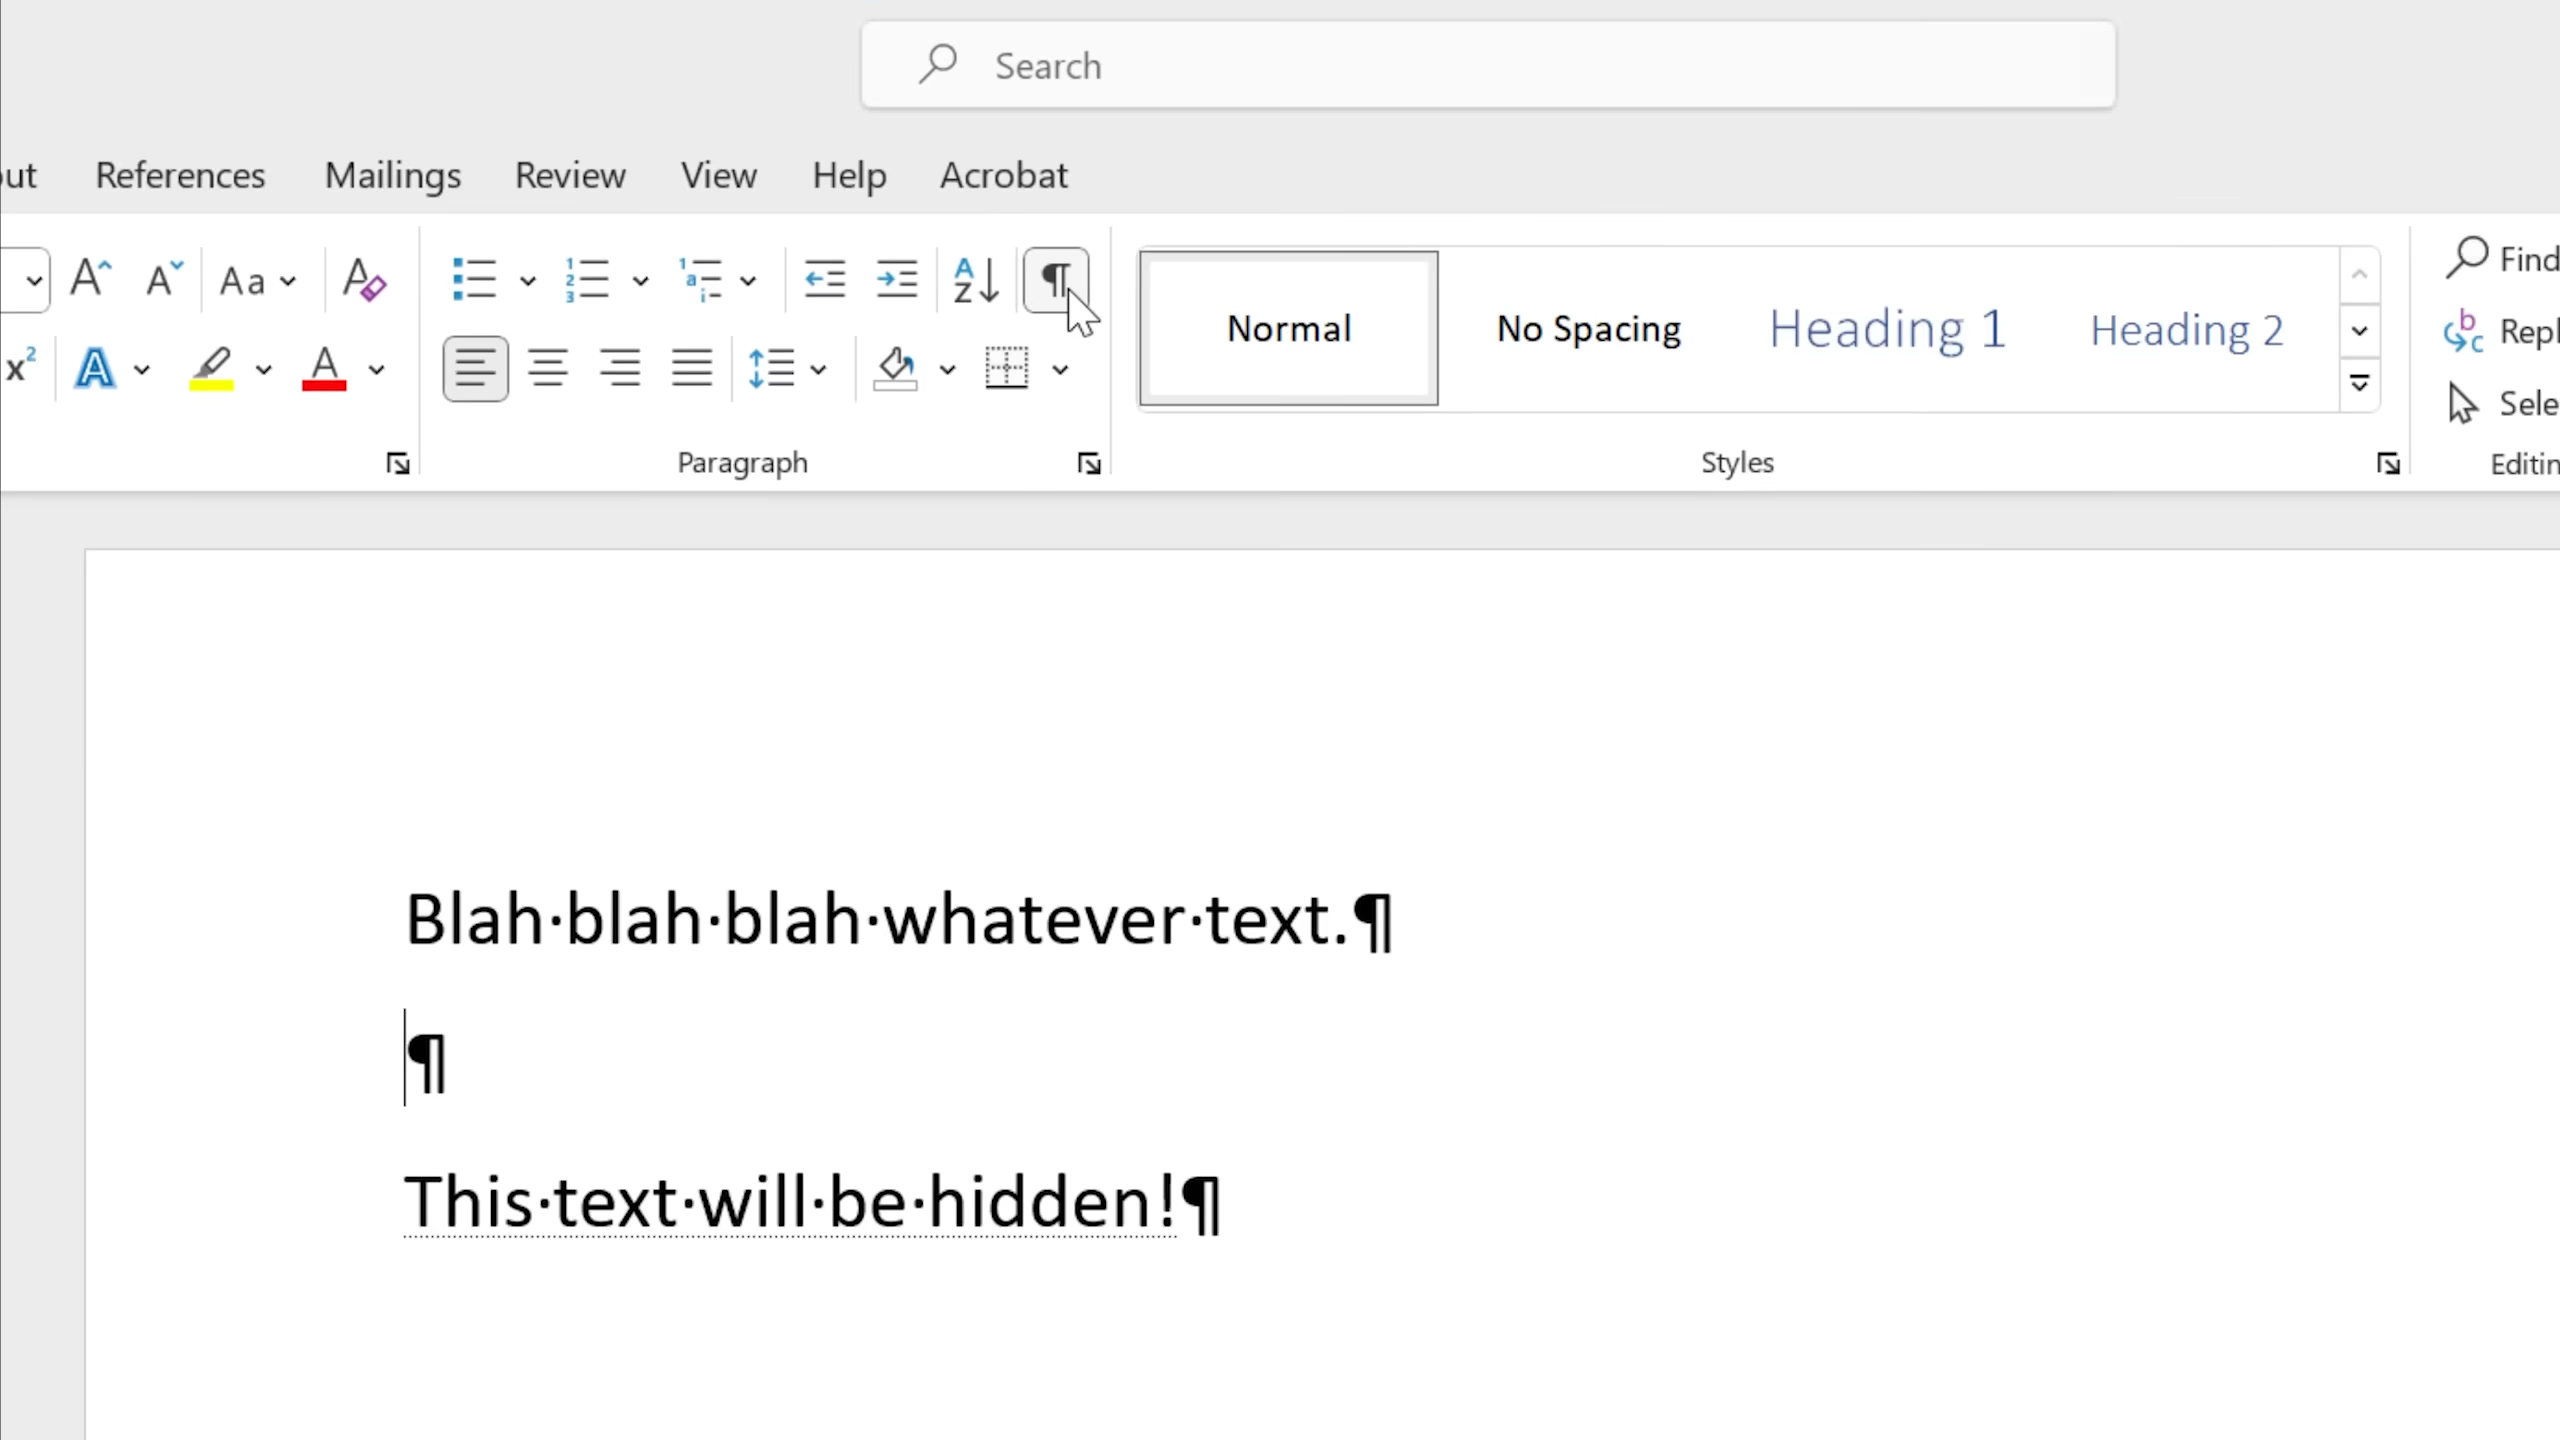 Search
out References Mailings Review View Help Acrobat
Aa
Normal No Spacing Heading 1 Heading 2
Find
Repl
Sele
Paragraph Styles Editin
Blah·blah·blah·whatever·text.¶
¶
This·text·will·be·hidden!¶